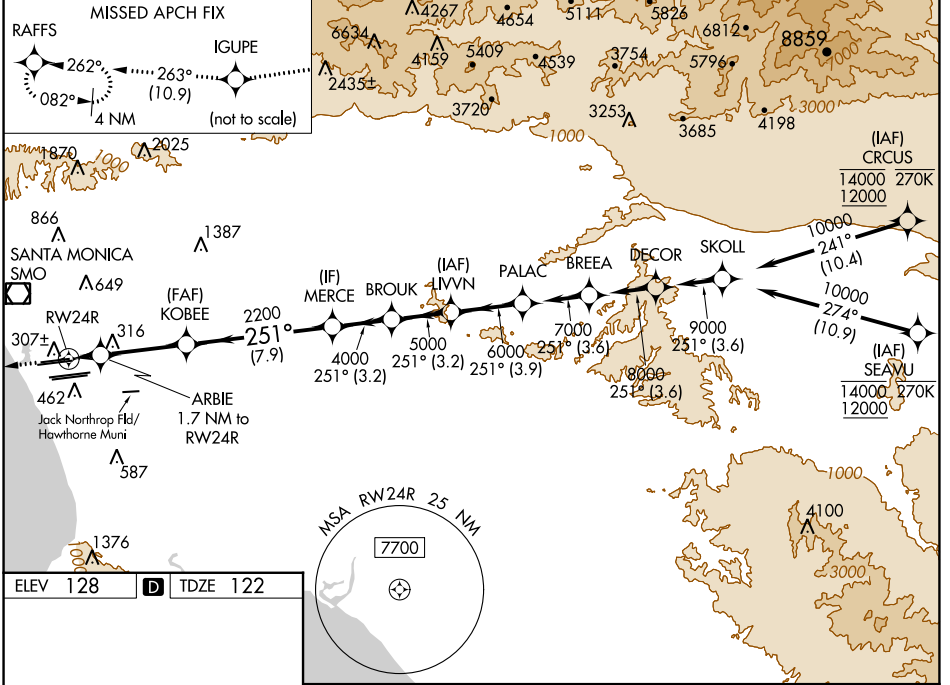 MISSED APCH FIX
RAFFS
IGUPE
262°
263°
(10.9)
082°
4 NM
(not to scale)
4267
4654
5111
5826
6634
4159
5409
4539
3754
6812
5796
8859
2435±
3720
3253
3685
4198
3000
1000
1000
1870
1000
2025
(IAF)
CRCUS
14000 270K
12000
866
1387
SANTA MONICA
SMO
649
10000
241°
(10.4)
SKOLL
DECOR
BREEA
PALAC
(IAF)
LIVVN
BROUK
(IF)
MERCE
(FAF)
KOBEE
2200
251°
(7.9)
RW24R
316
307±
4000
251° (3.2)
5000
251° (3.2)
6000
251° (3.9)
7000
251° (3.6)
8000
251° (3.6)
9000
251° (3.6)
10000
274°
(10.9)
(IAF)
SEAVU
14000 270K
12000
462
ARBIE
1.7 NM to
RW24R
Jack Northrop Fld/
Hawthorne Muni
587
1376
1000
MSA RW24R 25 NM
7700
1000
4100
3000
ELEV 128
D
TDZE 122